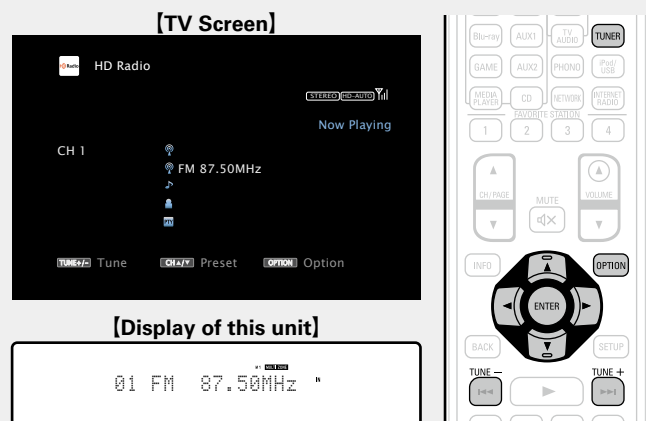 【TV Screen】
HD Radio
STEREO HD-AUTO
Now Playing
CH 1
FM 87.50MHz
TUNE+/- Tune CH▲/▼ Preset OPTION Option
【Display of this unit】
01 FM 87.50MHz
Blu-ray AUX1 TV AUDIO TUNER
GAME AUX2 PHONO iPod/USB
MEDIA PLAYER CD NETWORK INTERNET RADIO
FAVORITE STATION
1 2 3 4
CH/PAGE MUTE VOLUME
INFO OPTION
ENTER
BACK SETUP
TUNE − TUNE +